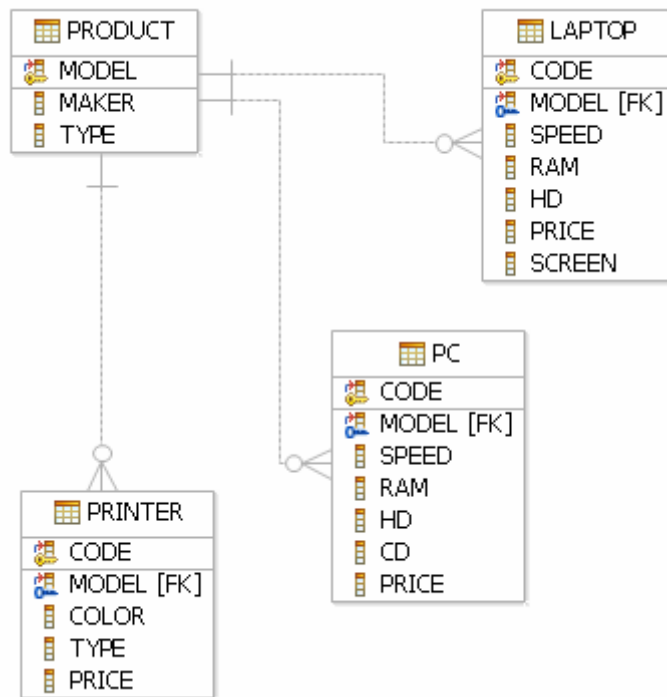 PRODUCT
MODEL
MAKER
TYPE
LAPTOP
CODE
MODEL [FK]
SPEED
RAM
HD
PRICE
SCREEN
PC
CODE
MODEL [FK]
SPEED
RAM
HD
CD
PRICE
PRINTER
CODE
MODEL [FK]
COLOR
TYPE
PRICE